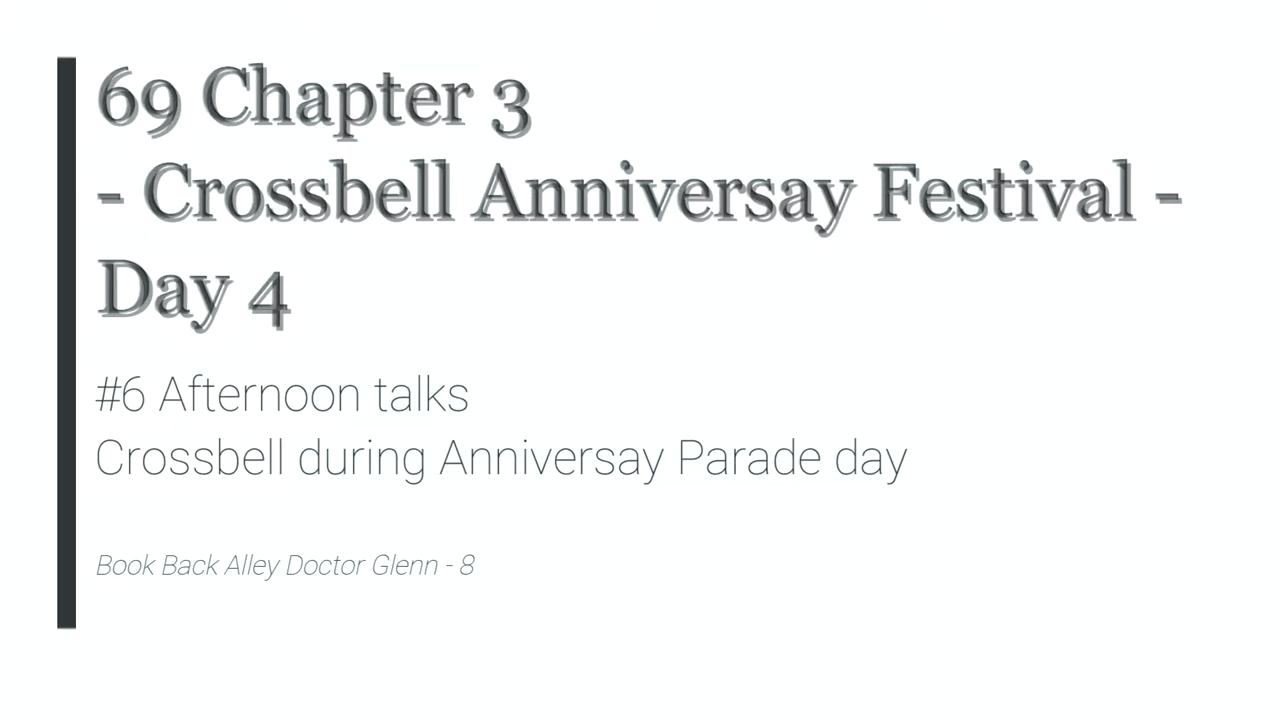 69 Chapter 3
- Crossbell Anniversay Festival -
Day 4
#6 Afternoon talks
Crossbell during Anniversay Parade day
Book Back Alley Doctor Glenn - 8